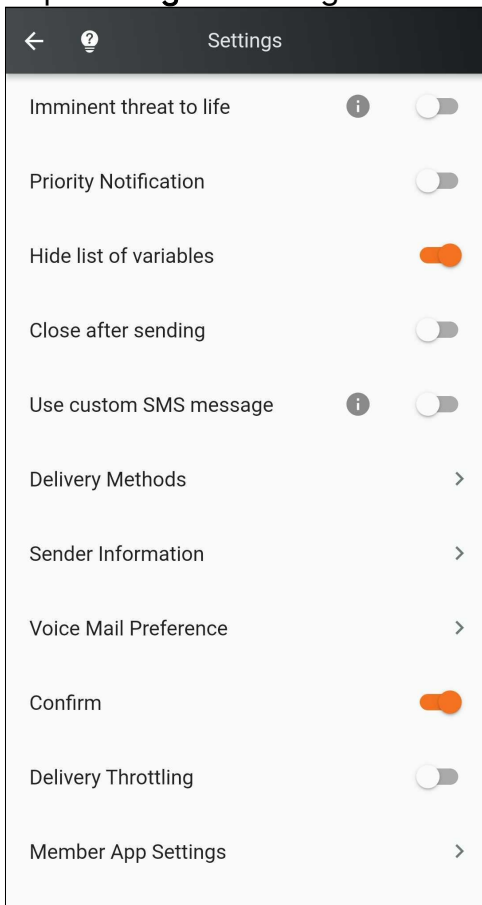 Settings
Imminent threat to life
Priority Notification
Hide list of variables
Close after sending
Use custom SMS message
Delivery Methods
Sender Information
Voice Mail Preference
Confirm
Delivery Throttling
Member App Settings